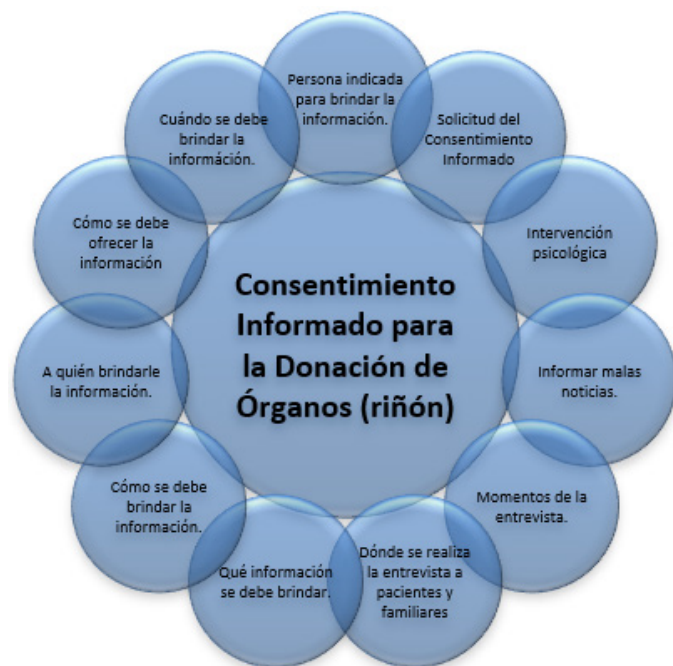 Persona indicada
para brindar la
información.
Solicitud del
Consentimiento
Informado
Intervención
psicológica
Informar malas
noticias.
Momentos de la
entrevista.
Dónde se realiza
la entrevista a
pacientes y
familiares
Qué información
se debe brindar.
Cómo se debe
brindar la
información.
A quién brindarle
la información.
Cómo se debe
ofrecer la
información
Cuándo se debe
brindar la
információn.
Consentimiento
Informado para
la Donación de
Órganos (riñón)